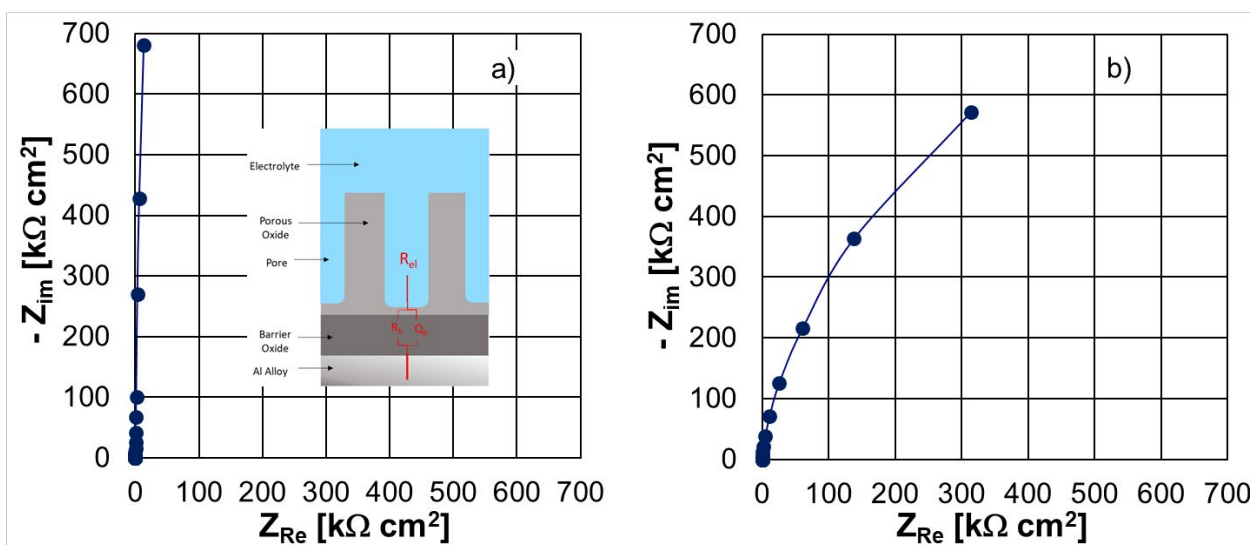 a)
- Z_im [kΩ cm²]
700
600
500
400
300
200
100
0
Electrolyte
Porous
Oxide
Pore
R_el
R_b Q_b
Barrier
Oxide
Al Alloy
0 100 200 300 400 500 600 700
Z_Re [kΩ cm²]
b)
- Z_im [kΩ cm²]
700
600
500
400
300
200
100
0
0 100 200 300 400 500 600 700
Z_Re [kΩ cm²]